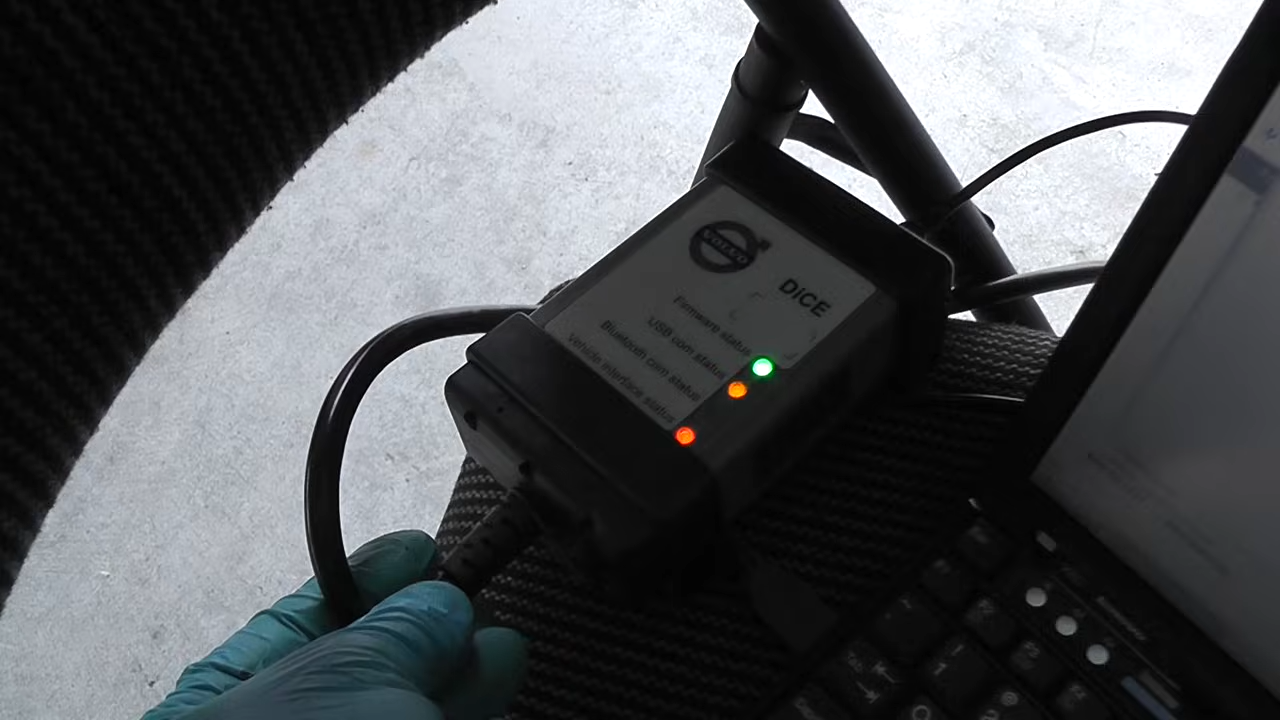 VOLVO
DiCE
Firmware status
USB com status
Bluetooth com status
Vehicle interface status